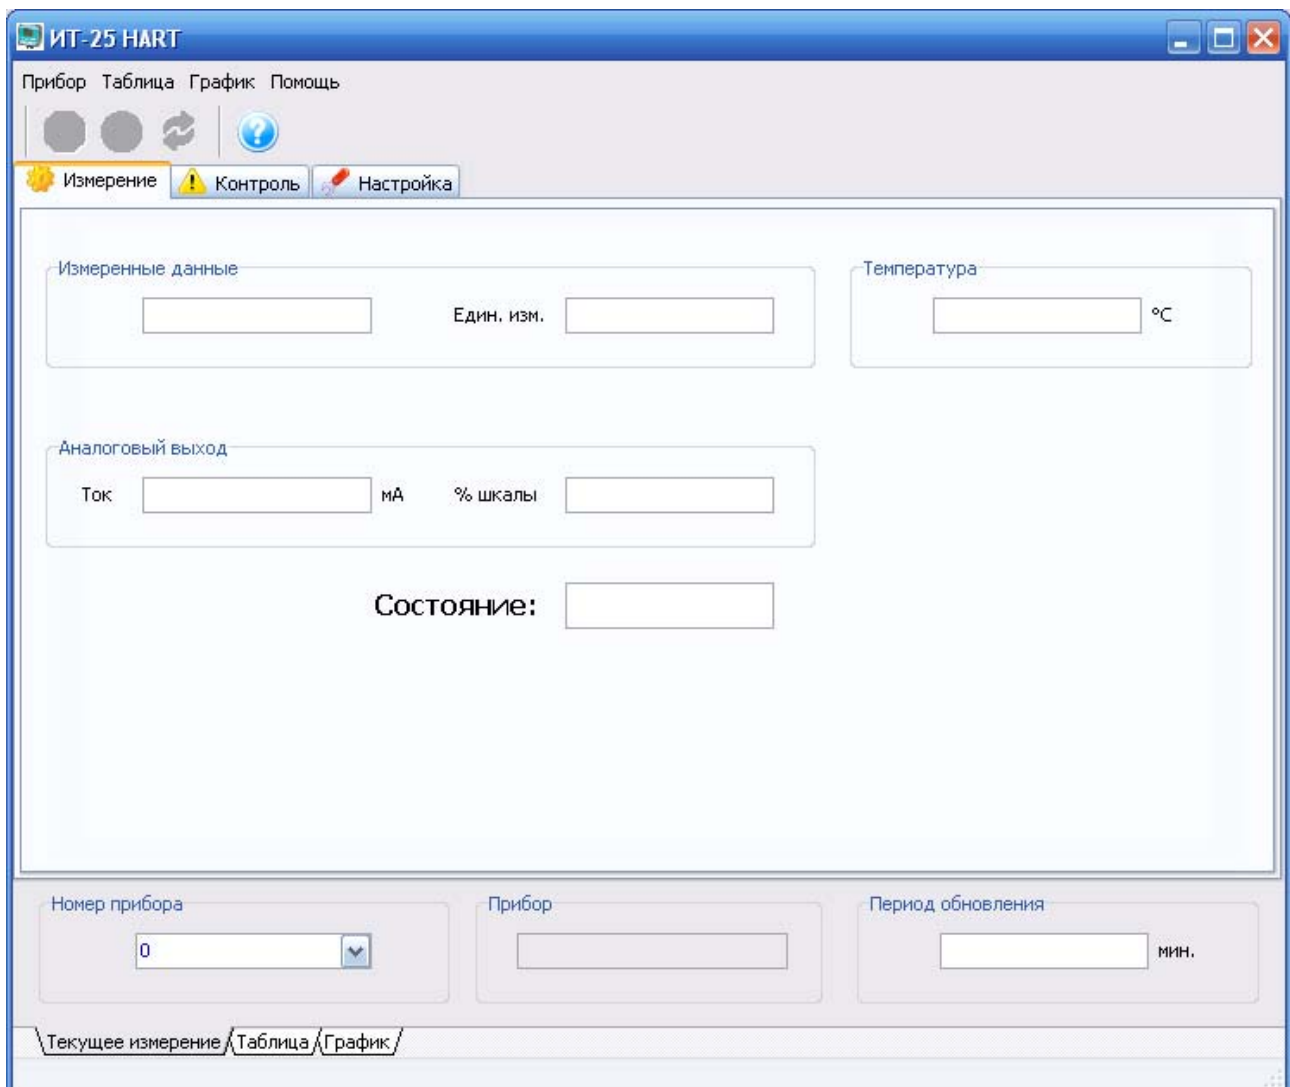 ИТ-25 HART
Прибор Таблица График Помощь
?
Измерение ! Контроль Настройка
Измеренные данные Температура
Един. изм. °C
Аналоговый выход
Ток мА % шкалы
Состояние:
Номер прибора Прибор Период обновления
0 мин.
Текущее измерение Таблица График